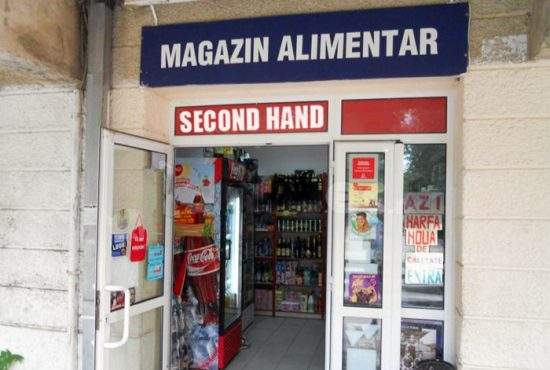 MAGAZIN ALIMENTAR
SECOND HAND
AZI
MARFA
NOUA
DE
CALITATE
EXTRA
Coca-Cola